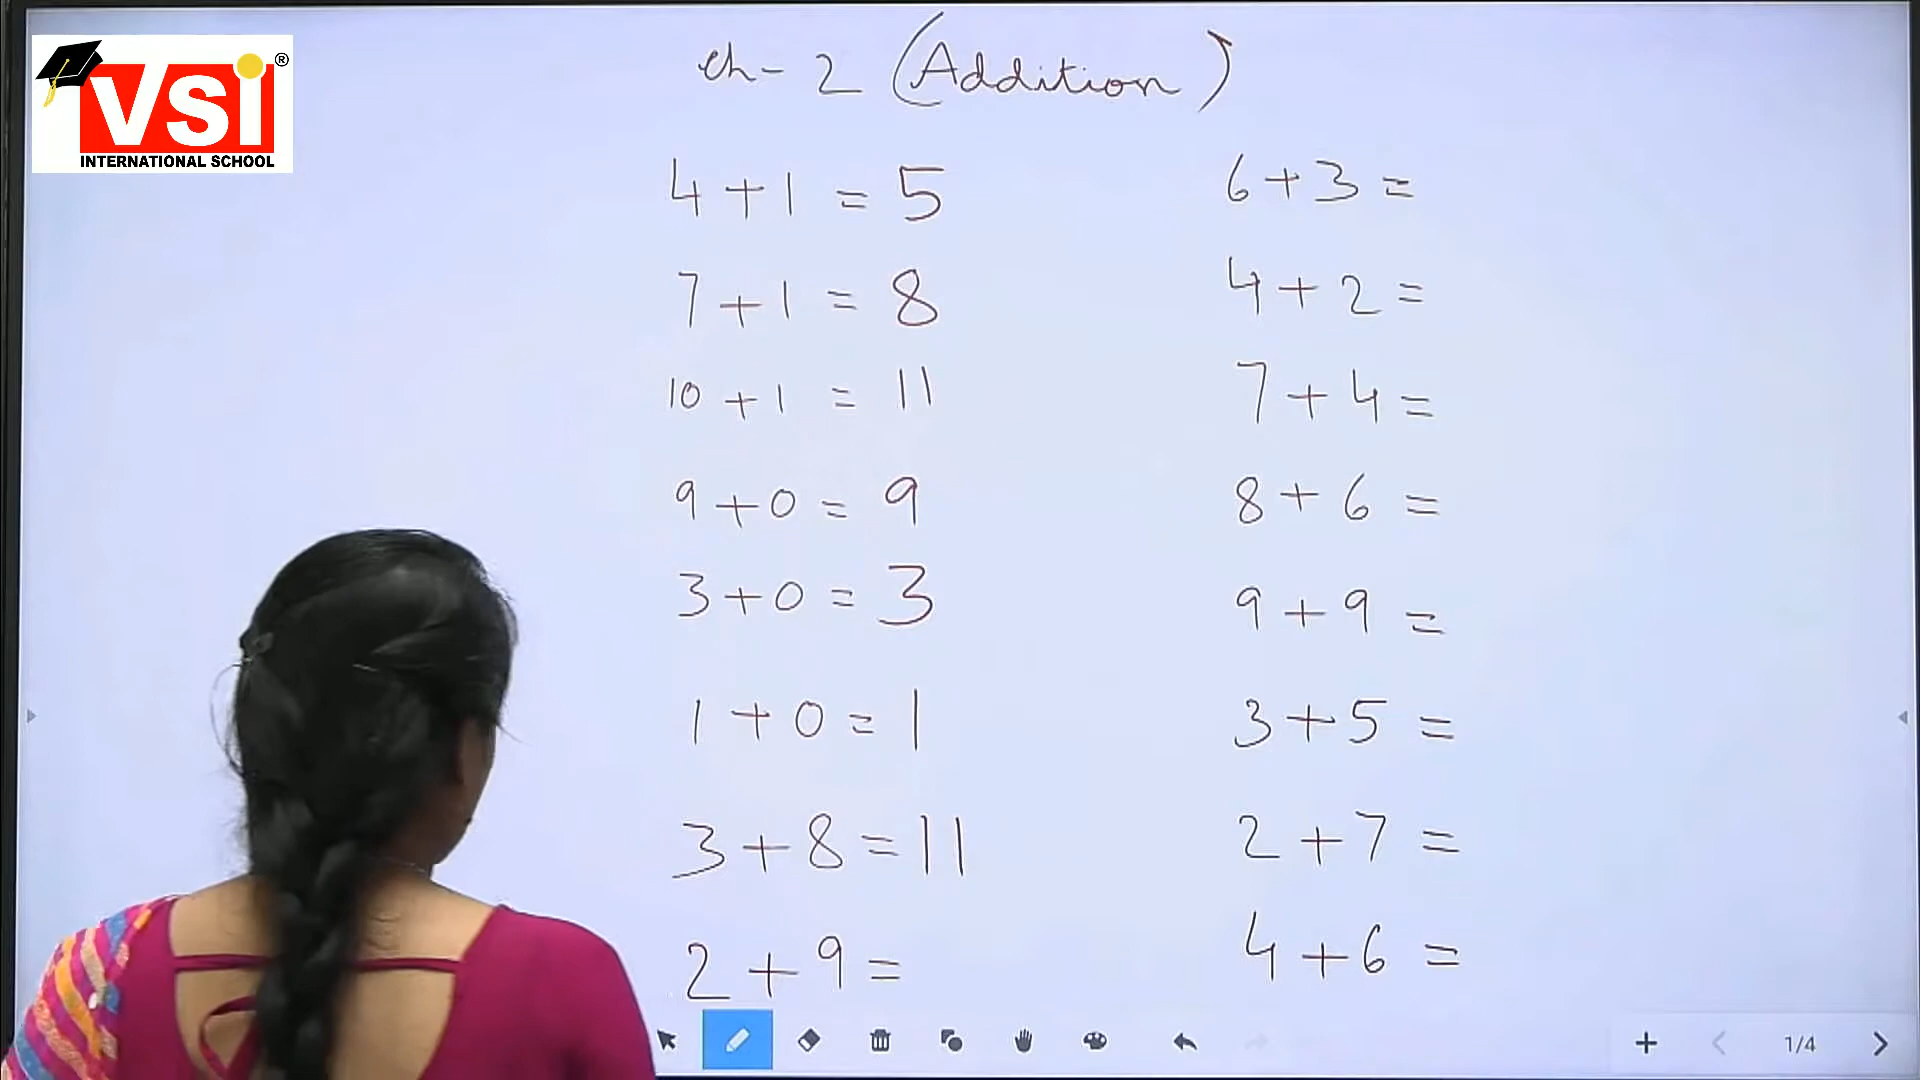 VSI ®
INTERNATIONAL SCHOOL
Ch - 2 (Addition)
4 + 1 = 5
7 + 1 = 8
10 + 1 = 11
9 + 0 = 9
3 + 0 = 3
1 + 0 = 1
3 + 8 = 11
2 + 9 =
6 + 3 =
4 + 2 =
7 + 4 =
8 + 6 =
9 + 9 =
3 + 5 =
2 + 7 =
4 + 6 =
1/4